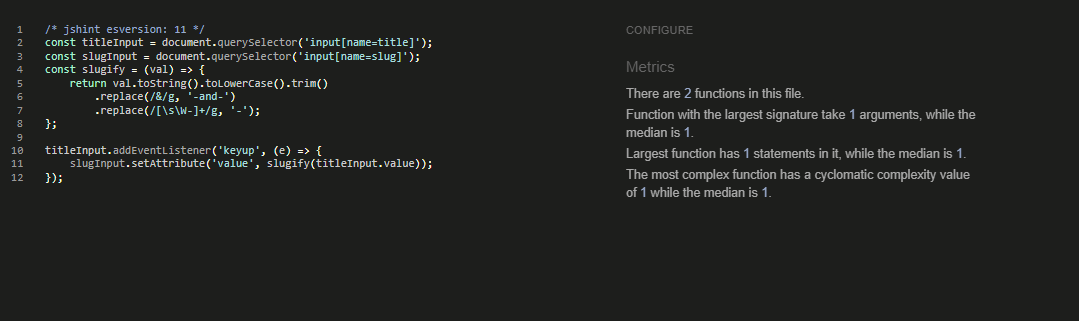 1 /* jshint esversion: 11 */
2 const titleInput = document.querySelector('input[name=title]');
3 const slugInput = document.querySelector('input[name=slug]');
4 const slugify = (val) => {
5     return val.toString().toLowerCase().trim()
6         .replace(/&/g, '-and-')
7         .replace(/[\s\W-]+/g, '-');
8 };
9
10 titleInput.addEventListener('keyup', (e) => {
11     slugInput.setAttribute('value', slugify(titleInput.value));
12 });
CONFIGURE
Metrics
There are 2 functions in this file.
Function with the largest signature take 1 arguments, while the
median is 1.
Largest function has 1 statements in it, while the median is 1.
The most complex function has a cyclomatic complexity value
of 1 while the median is 1.